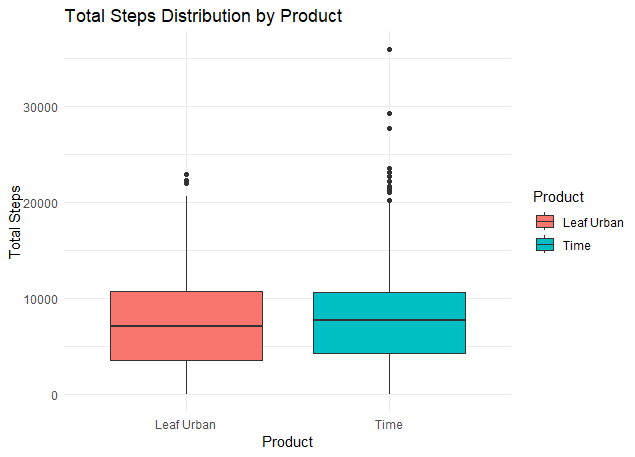 Total Steps Distribution by Product
Total Steps
30000
20000
10000
0
Leaf Urban
Time
Product
Product
Leaf Urban
Time